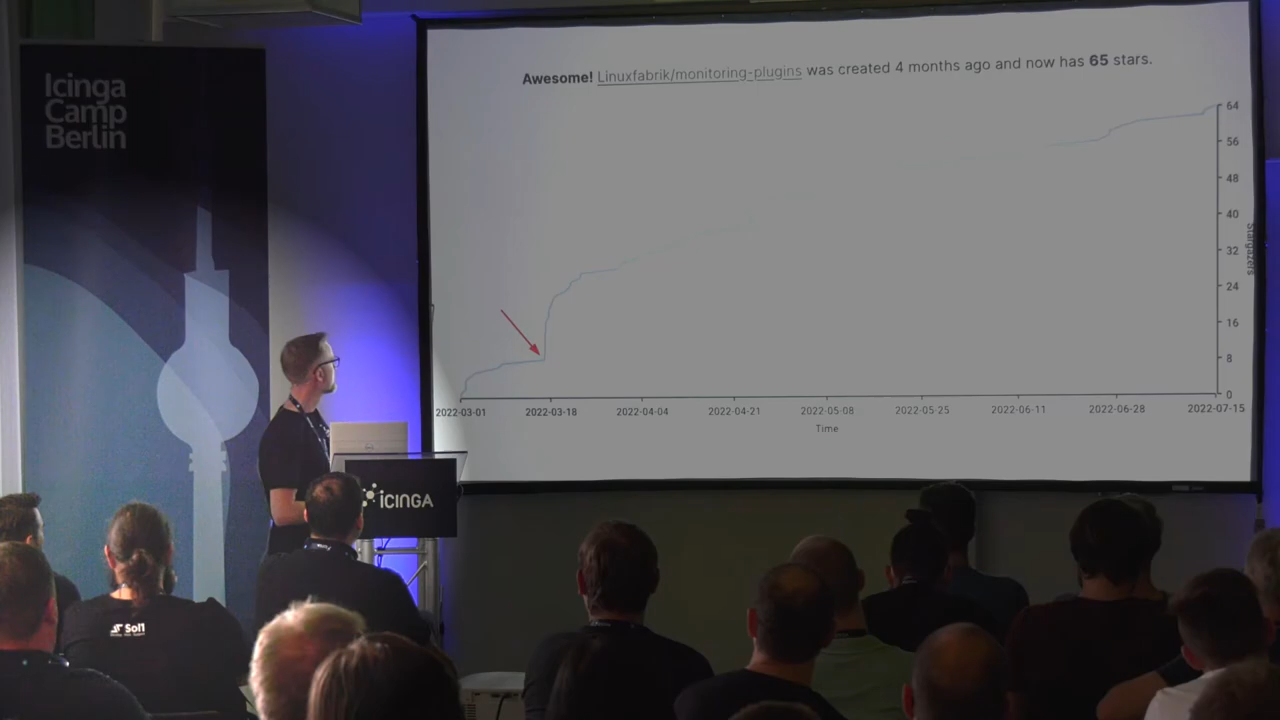 Icinga
Camp
Berlin
Awesome! Linuxfabrik/monitoring-plugins was created 4 months ago and now has 65 stars.
64
56
48
40
32
24
16
8
0
Stargazers
2022-03-01 2022-03-18 2022-04-04 2022-04-21 2022-05-08 2022-05-25 2022-06-11 2022-06-28 2022-07-15
Time
ICINGA
Sol1